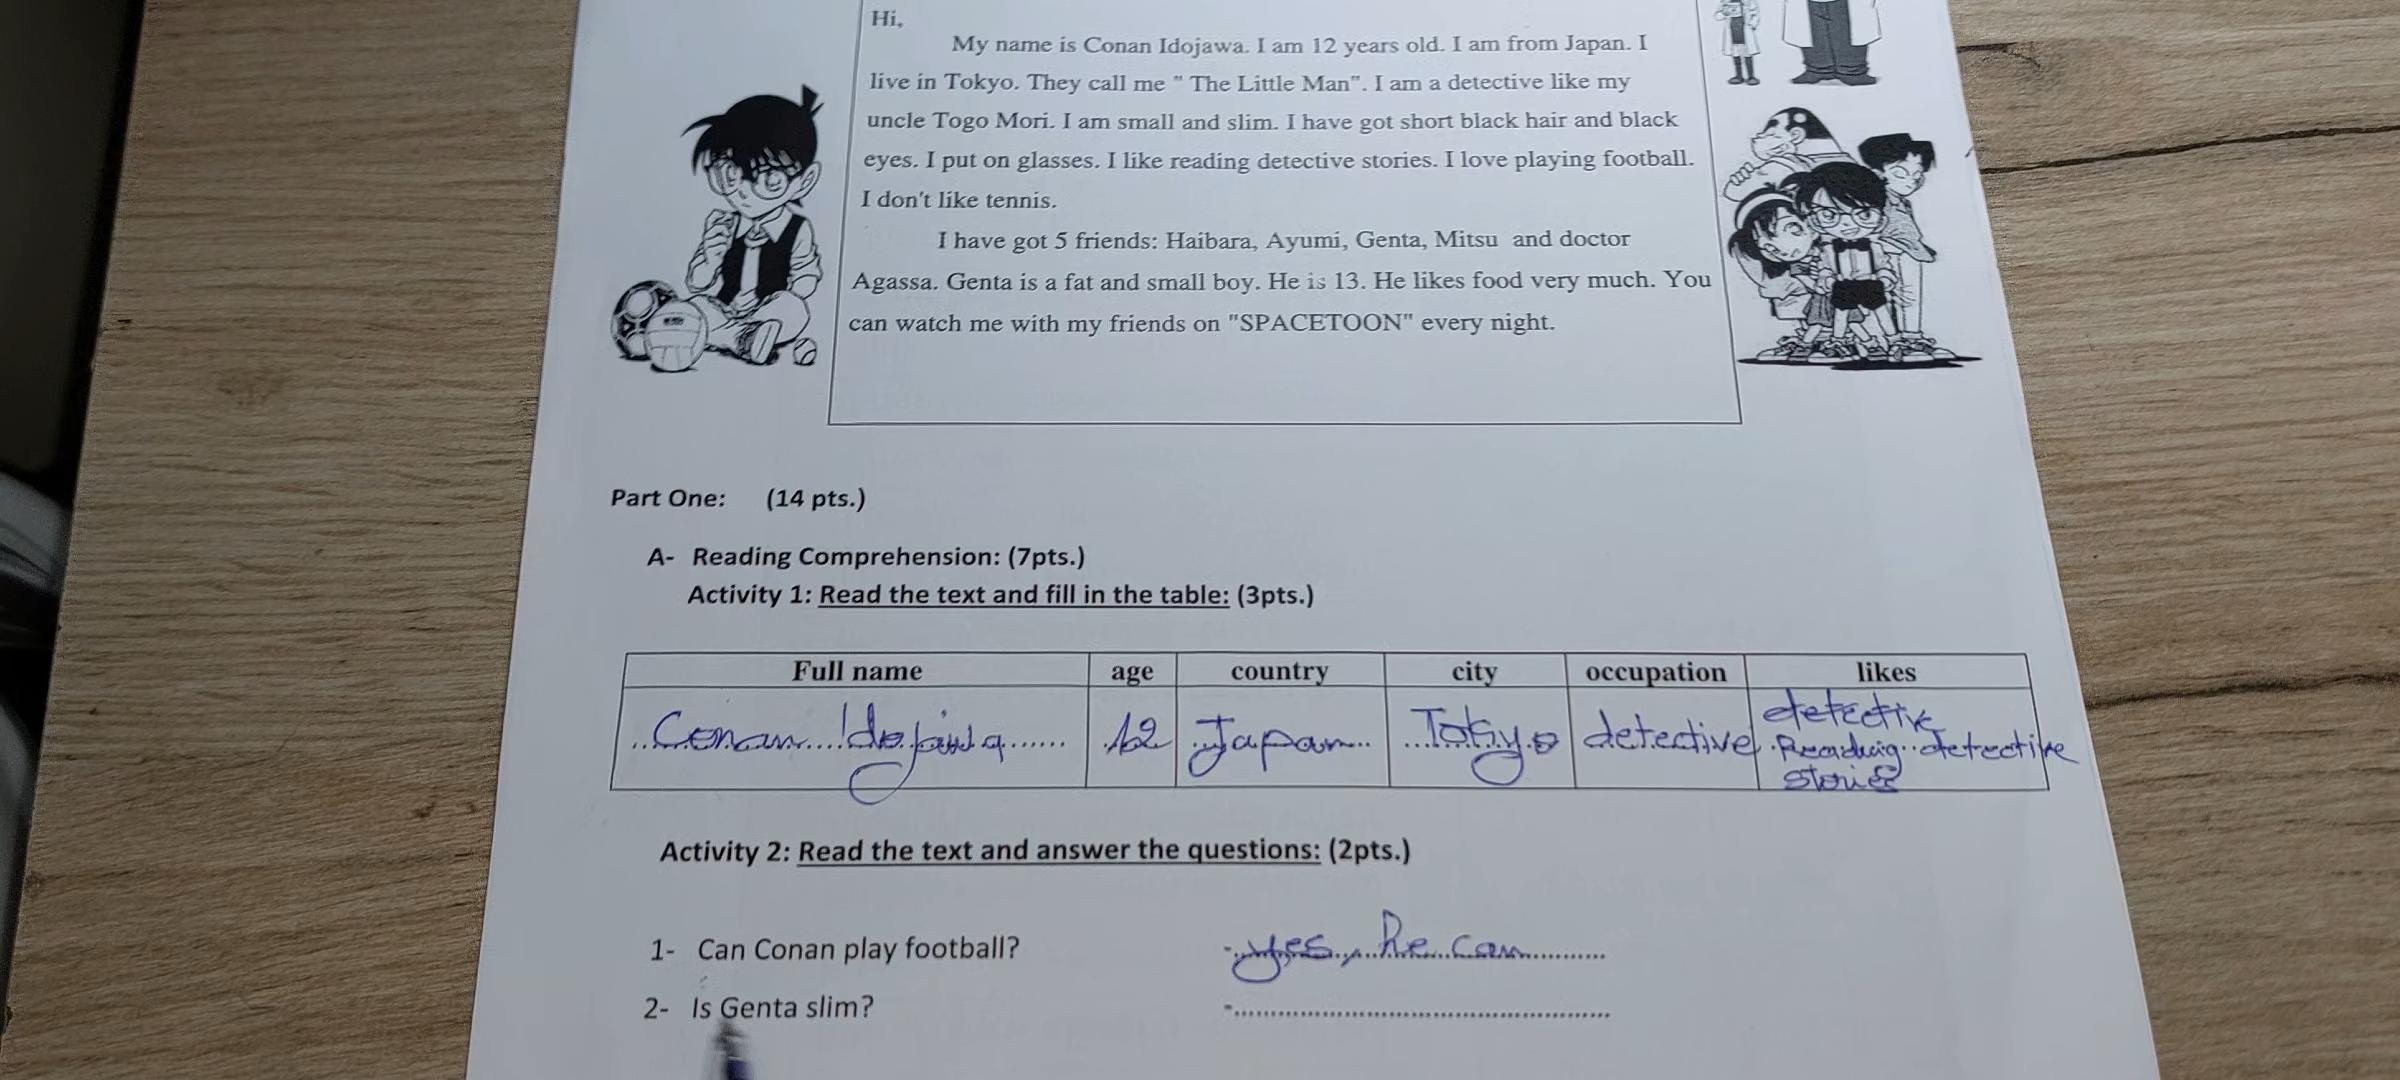 Hi,
My name is Conan Idojawa. I am 12 years old. I am from Japan. I
live in Tokyo. They call me " The Little Man". I am a detective like my
uncle Togo Mori. I am small and slim. I have got short black hair and black
eyes. I put on glasses. I like reading detective stories. I love playing football.
I don't like tennis.
I have got 5 friends: Haibara, Ayumi, Genta, Mitsu and doctor
Agassa. Genta is a fat and small boy. He is 13. He likes food very much. You
can watch me with my friends on "SPACETOON" every night.
Part One: (14 pts.)
A- Reading Comprehension: (7pts.)
Activity 1: Read the text and fill in the table: (3pts.)
Full name age country city occupation likes
Conan 12 Japan Tokyo detective detective
Reading detective
stories
Activity 2: Read the text and answer the questions: (2pts.)
1- Can Conan play football? - yes, he can
2- Is Genta slim? -